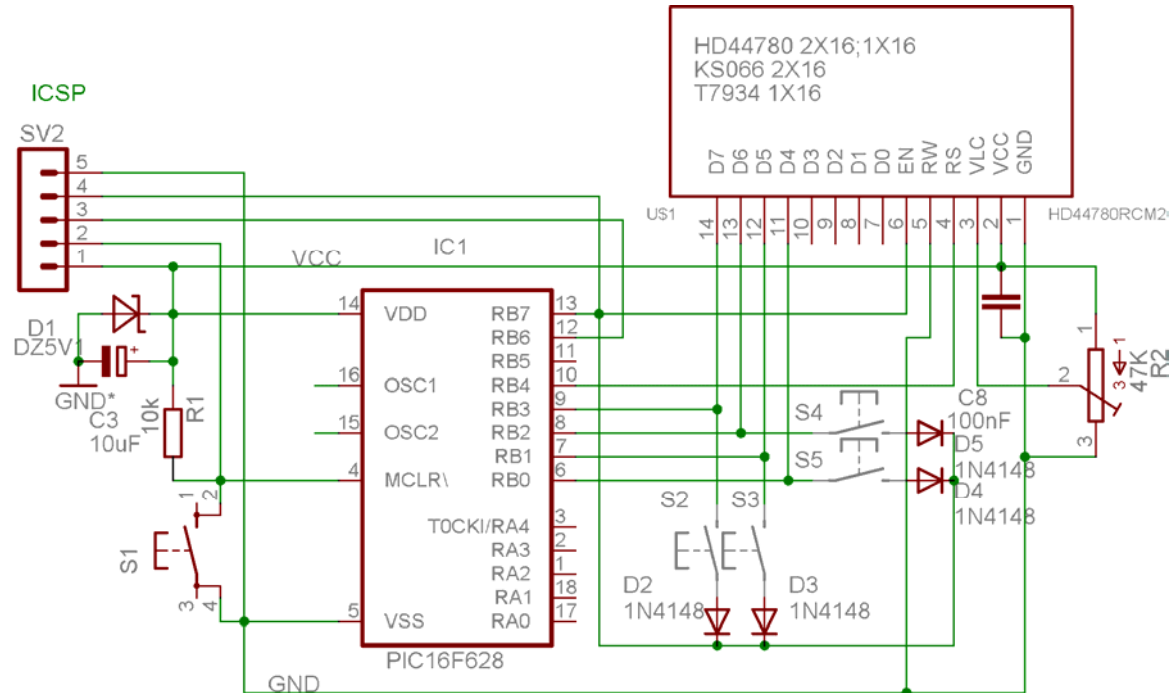 ICSP
SV2
5
4
3
2
1
HD44780 2X16;1X16
KS066 2X16
T7934 1X16
D7
D6
D5
D4
D3
D2
D1
D0
EN
RW
RS
VLC
VCC
GND
U$1
14
13
12
11
10
9
8
7
6
5
4
3
2
1
VCC
IC1
D1
DZ5V1
+
GND*
C3
10uF
10k
R1
14
VDD
16
OSC1
15
OSC2
4
MCLR\
5
VSS
RB7
13
RB6
12
RB5
11
RB4
10
RB3
9
RB2
8
RB1
7
RB0
6
T0CKI/RA4
3
RA3
2
RA2
1
RA1
18
RA0
17
PIC16F628
S1
1
2
3
4
GND
S4
S5
S2
S3
C8
100nF
D5
1N4148
D4
1N4148
D2
1N4148
D3
1N4148
1
2
3
1
3
47K
R2